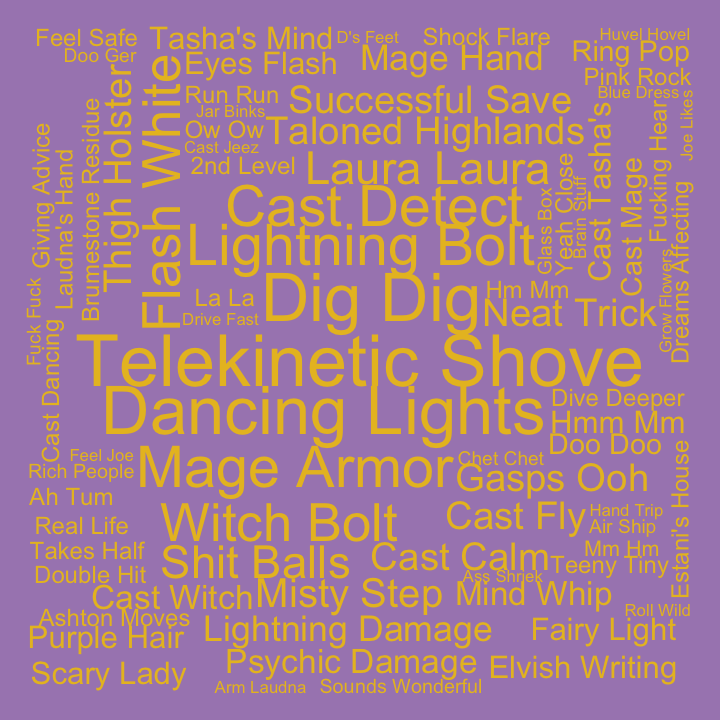 Feel Safe
Tasha's Mind
D's Feet
Shock Flare
Huvel Hovel
Doo Ger
Eyes Flash
Mage Hand
Ring Pop
Pink Rock
Run Run
Jar Binks
Successful Save
Blue Dress
Joe Likes
Ow Ow
Taloned Highlands
Cast Jeez
2nd Level
Laura Laura
Flash White
Thigh Holster
Brumestone Residue
Laudna's Hand
Giving Advice
Cast Detect
Glass Box
Yeah Close
Brain Stuff
Cast Tasha's
Cast Mage
Fucking Hear
Grow Flowers
Dreams Affecting
Lightning Bolt
La La
Drive Fast
Dig Dig
Hm Mm
Neat Trick
Fuck Fuck
Cast Dancing
Telekinetic Shove
Dancing Lights
Dive Deeper
Hmm Mm
Doo Doo
Feel Joe
Rich People
Mage Armor
Chet Chet
Gasps Ooh
Estani's House
Ah Tum
Real Life
Witch Bolt
Cast Fly
Hand Trip
Air Ship
Takes Half
Shit Balls
Cast Calm
Mm Hm
Teeny Tiny
Double Hit
Ass Shriek
Cast Witch
Misty Step
Mind Whip
Roll Wild
Ashton Moves
Purple Hair
Lightning Damage
Fairy Light
Scary Lady
Psychic Damage
Elvish Writing
Arm Laudna
Sounds Wonderful